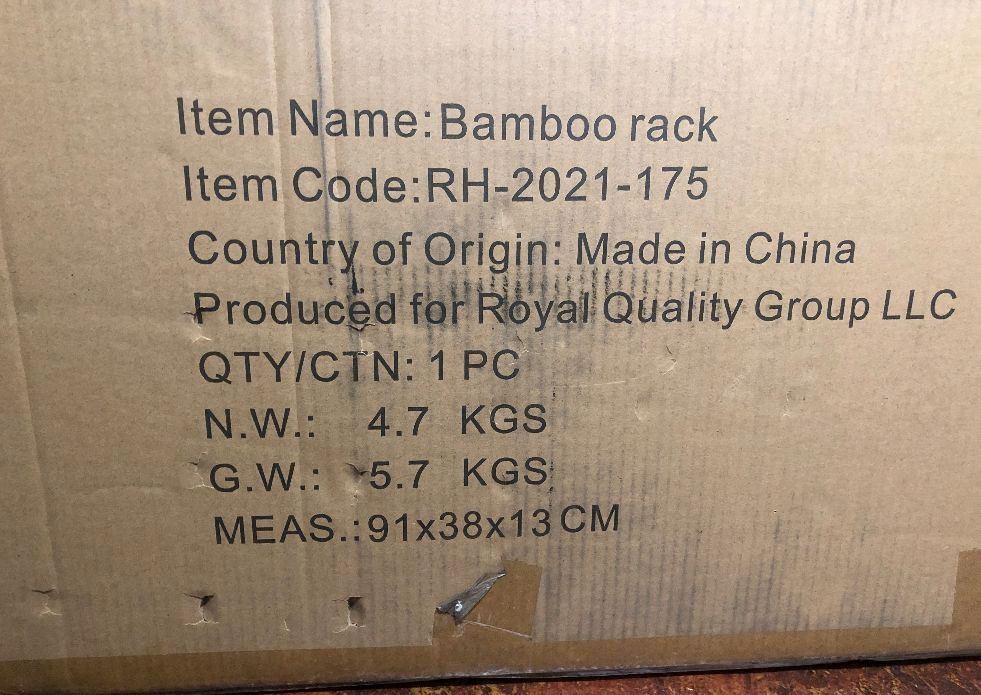 Item Name:Bamboo rack
Item Code:RH-2021-175
Country of Origin: Made in China
Produced for Royal Quality Group LLC
QTY/CTN: 1 PC
N.W.: 4.7 KGS
G.W.: 5.7 KGS
MEAS.:91x38x13 CM